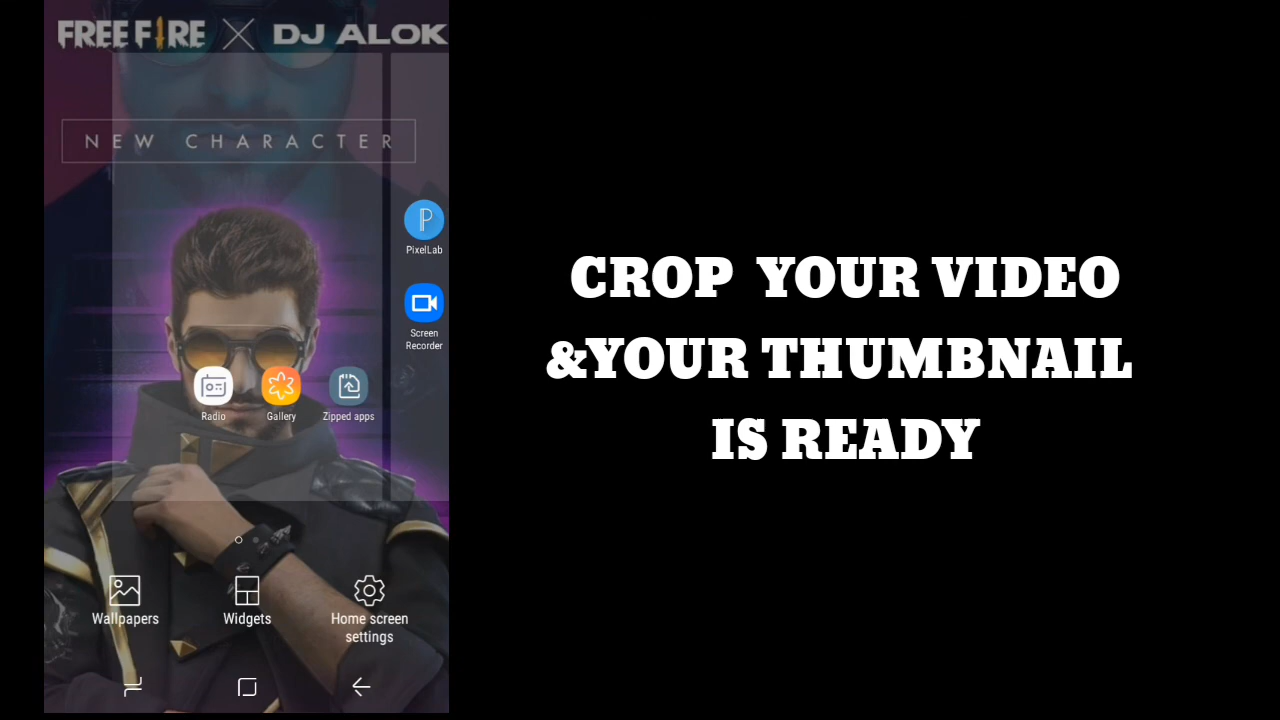 FREE FIRE X DJ ALOK
NEW CHARACTER
PixelLab
Screen
Recorder
Radio
Gallery
Zipped apps
Wallpapers
Widgets
Home screen
settings
CROP YOUR VIDEO
&YOUR THUMBNAIL
IS READY